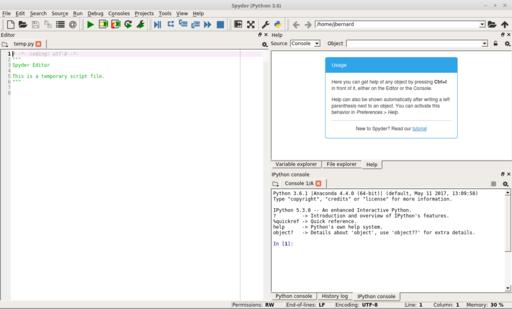 Spyder (Python 3.6)
File Edit Search Source Run Debug Consoles Projects Tools View Help
/home/bernard
Editor
temp.py
1 # -*- coding: utf-8 -*-
2 """
3 Spyder Editor
4
5 This is a temporary script file.
6 """
7
8
Help
Source Console Object
Usage
Here you can get help of any object by pressing Ctrl+I
in front of it, either on the Editor or the Console.
Help can also be shown automatically after writing a left
parenthesis next to an object. You can activate this
behavior in Preferences > Help.
New to Spyder? Read our tutorial
Variable explorer File explorer Help
IPython console
Console 1/A
Python 3.6.1 |Anaconda 4.4.0 (64-bit)| (default, May 11 2017, 13:09:58)
Type "copyright", "credits" or "license" for more information.
IPython 5.3.0 -- An enhanced Interactive Python.
? -> Introduction and overview of IPython's features.
%quickref -> Quick reference.
help -> Python's own help system.
object? -> Details about 'object', use 'object??' for extra details.
In [1]:
Python console History log IPython console
Permissions: RW End-of-lines: LF Encoding: UTF-8 Line: 1 Column: 1 Memory: 30 %